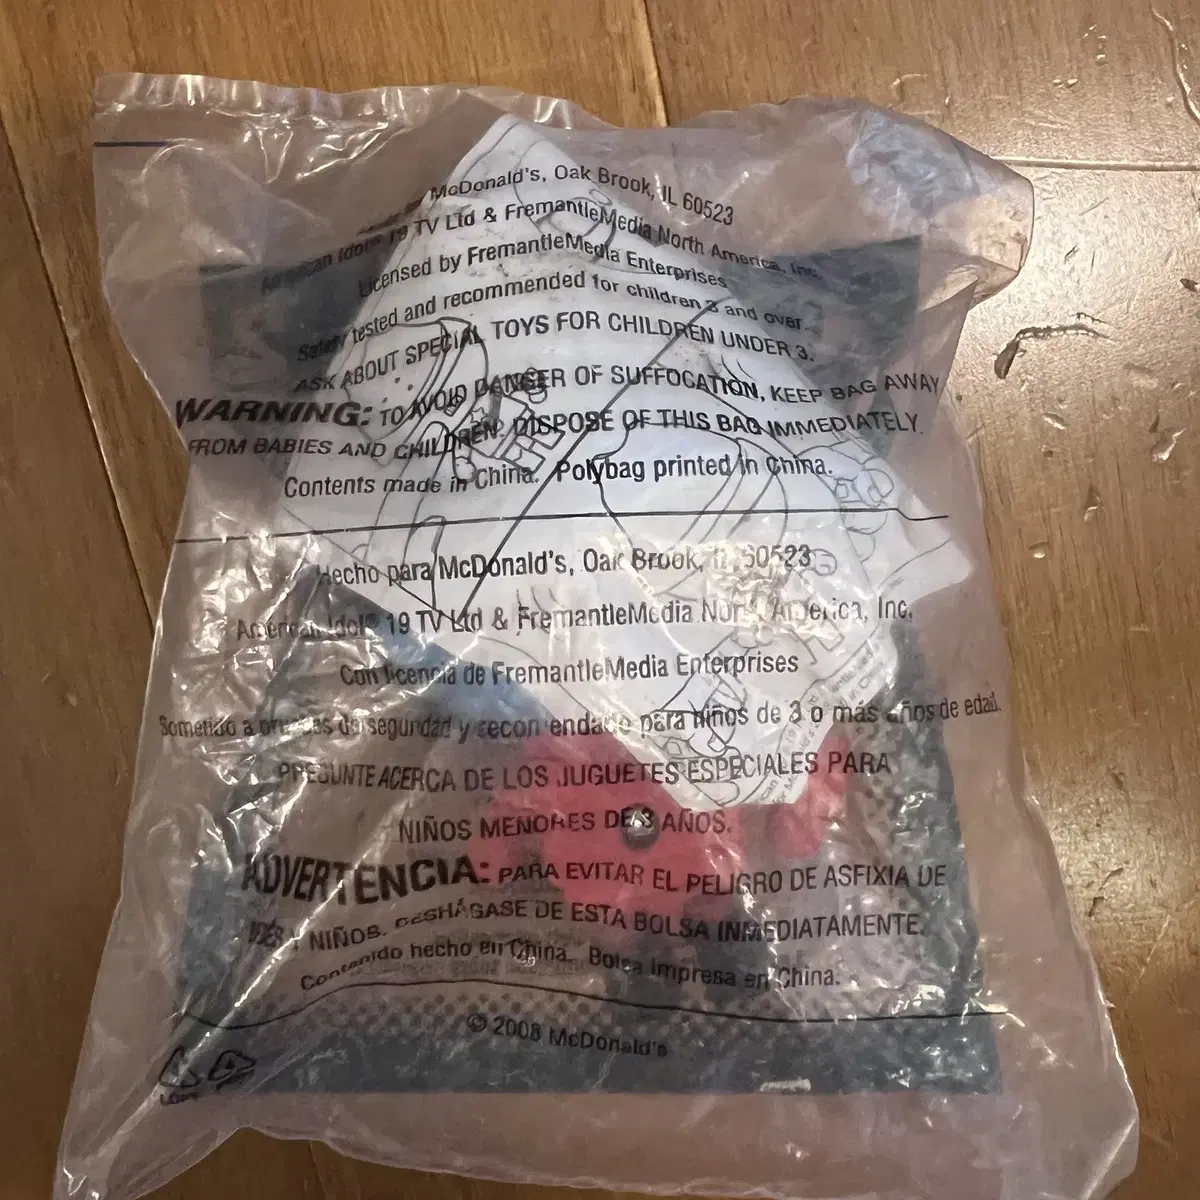 McDonald's, Oak Brook, IL 60523
American Idol® 19 TV Ltd & FremantleMedia North America, Inc.
Licensed by FremantleMedia Enterprises
Safety tested and recommended for children 3 and over.
ASK ABOUT SPECIAL TOYS FOR CHILDREN UNDER 3.
WARNING: TO AVOID DANGER OF SUFFOCATION, KEEP BAG AWAY
FROM BABIES AND CHILDREN. DISPOSE OF THIS BAG IMMEDIATELY.
Contents made in China. Polybag printed in China.
Hecho para McDonald's, Oak Brook, IL 60523
American Idol® 19 TV Ltd & FremantleMedia North America, Inc.
Con licencia de FremantleMedia Enterprises
Sometido a pruebas de seguridad y recomendado para niños de 3 o más años de edad.
PREGUNTE ACERCA DE LOS JUGUETES ESPECIALES PARA
NIÑOS MENORES DE 3 AÑOS.
ADVERTENCIA: PARA EVITAR EL PELIGRO DE ASFIXIA DE
NIÑOS. DESHÁGASE DE ESTA BOLSA INMEDIATAMENTE.
Contenido hecho en China. Bolsa impresa en China.
© 2008 McDonald's